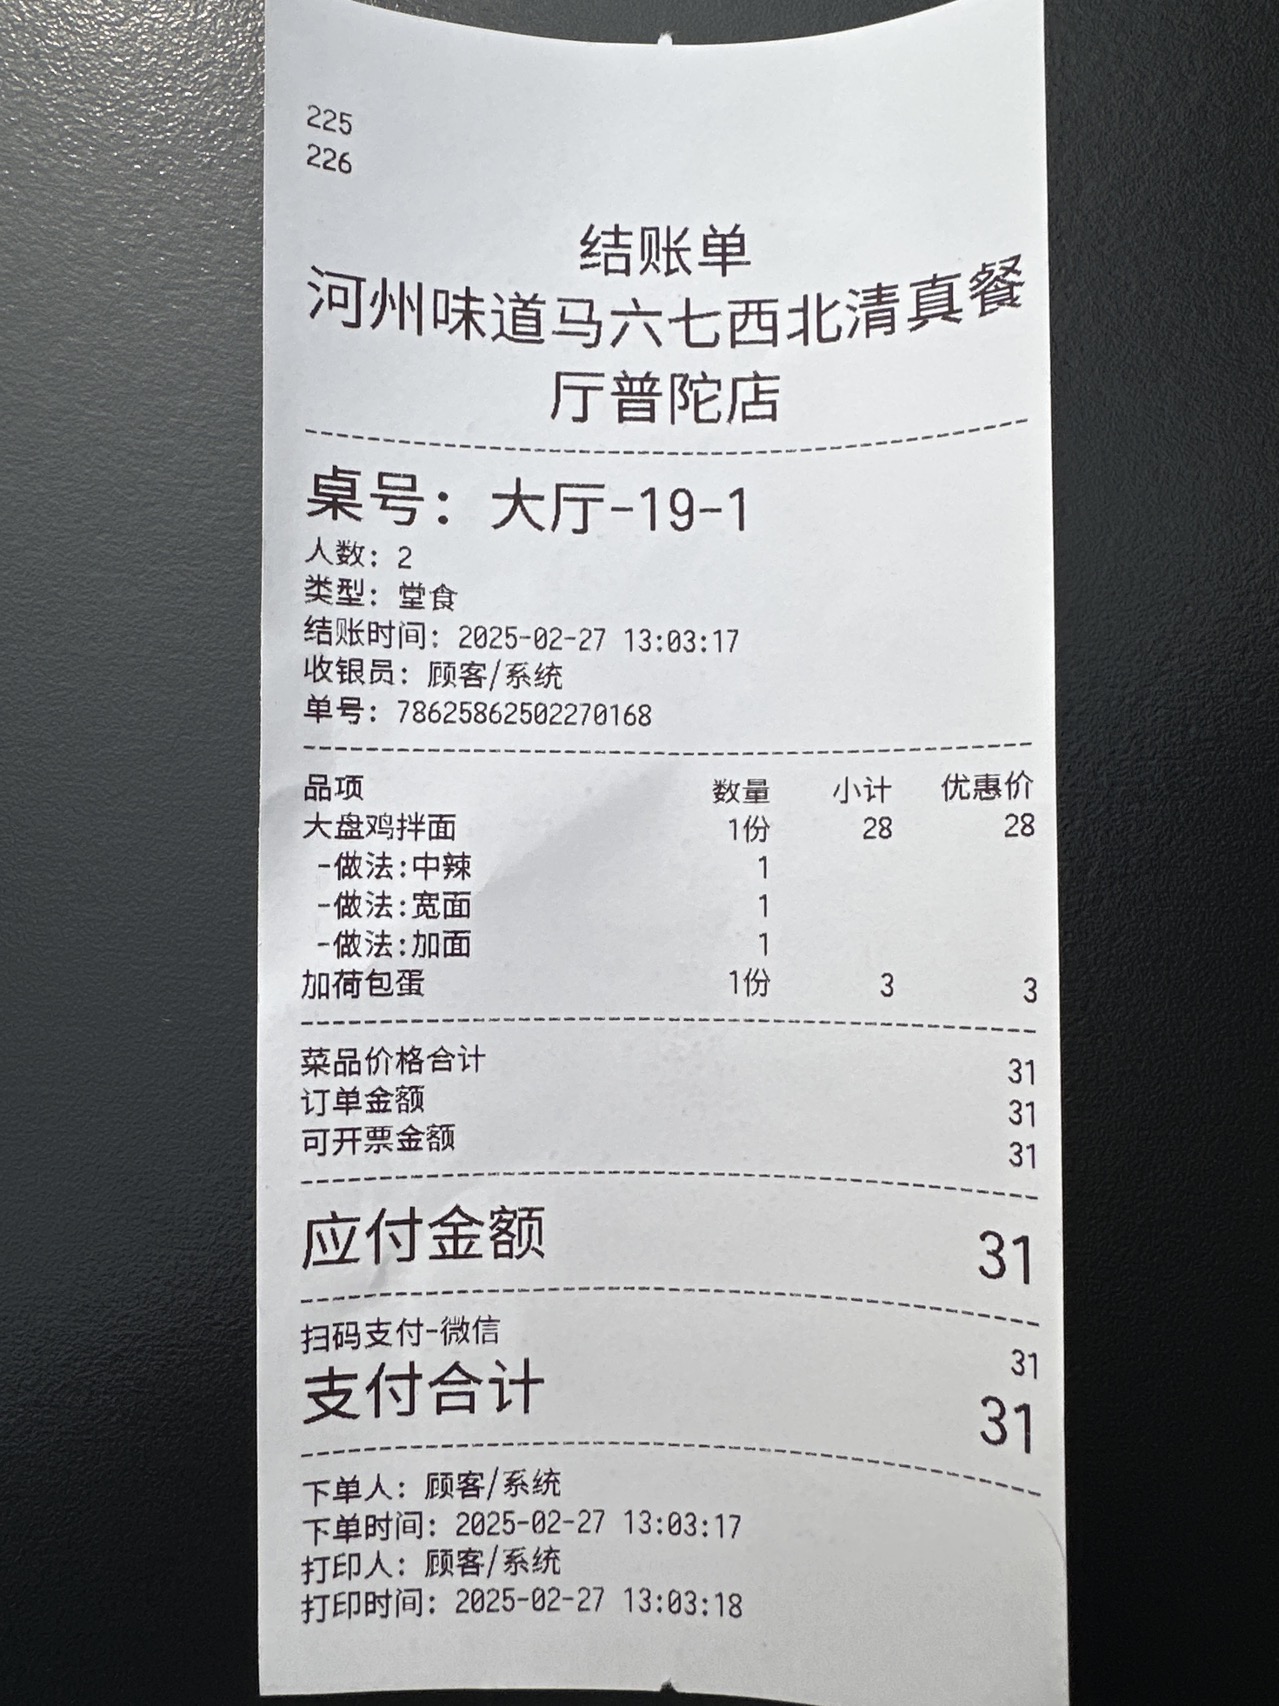 225
226
结账单
河州味道马六七西北清真餐
厅普陀店
桌号：大厅-19-1
人数：2
类型：堂食
结账时间：2025-02-27 13:03:17
收银员：顾客/系统
单号：786258625022​70168
品项 数量 小计 优惠价
大盘鸡拌面 1份 28 28
-做法:中辣 1
-做法:宽面 1
-做法:加面 1
加荷包蛋 1份 3 3
菜品价格合计 31
订单金额 31
可开票金额 31
应付金额 31
扫码支付-微信 31
支付合计 31
下单人：顾客/系统
下单时间：2025-02-27 13:03:17
打印人：顾客/系统
打印时间：2025-02-27 13:03:18